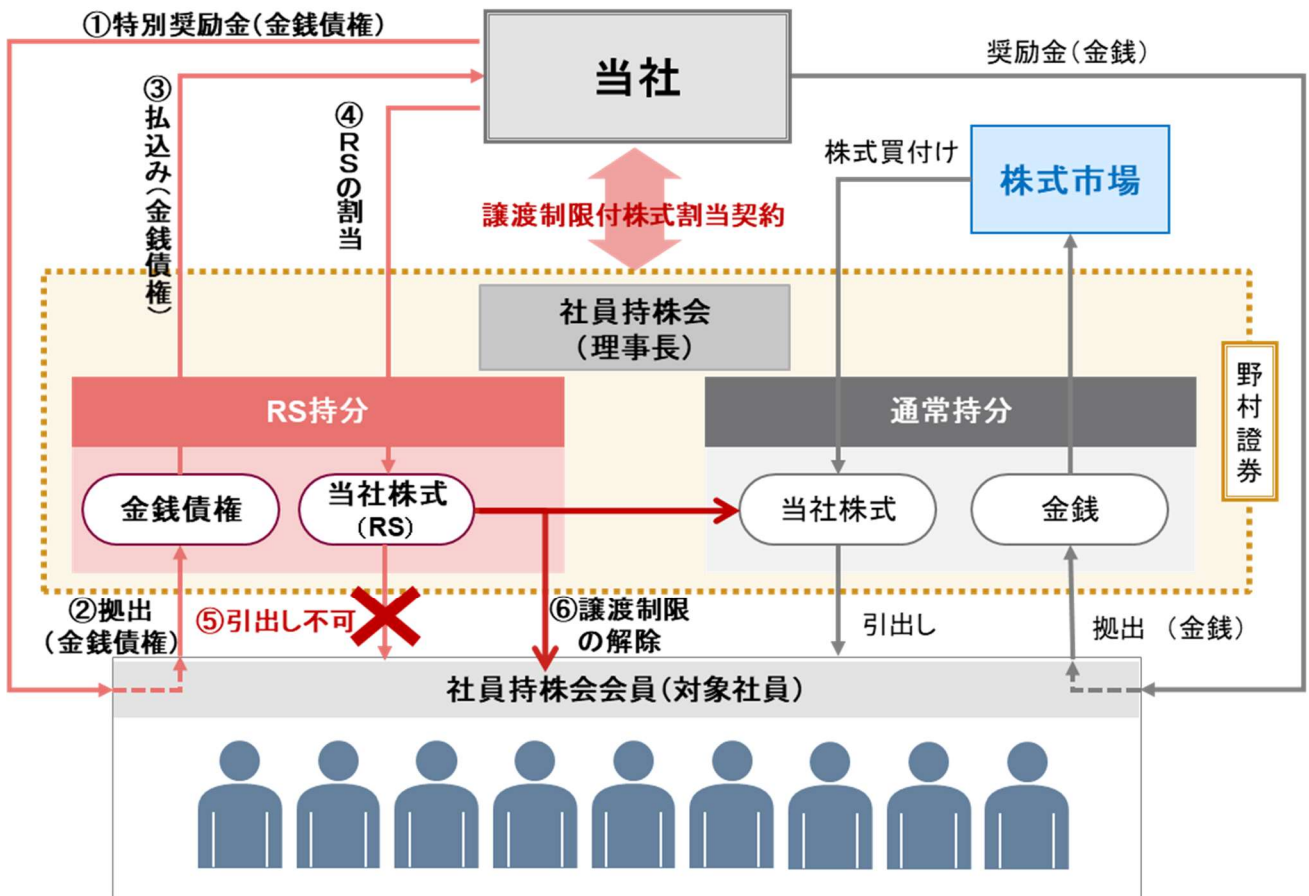 ①特別奨励金(金銭債権)
当社
奨励金(金銭)
③払込み(金銭債権)
④RSの割当
株式買付け
株式市場
譲渡制限付株式割当契約
社員持株会
(理事長)
野村證券
RS持分
通常持分
金銭債権
当社株式
(RS)
当社株式
金銭
②拠出
(金銭債権)
⑤引出し不可
⑥譲渡制限
の解除
引出し
拠出 (金銭)
社員持株会会員(対象社員)